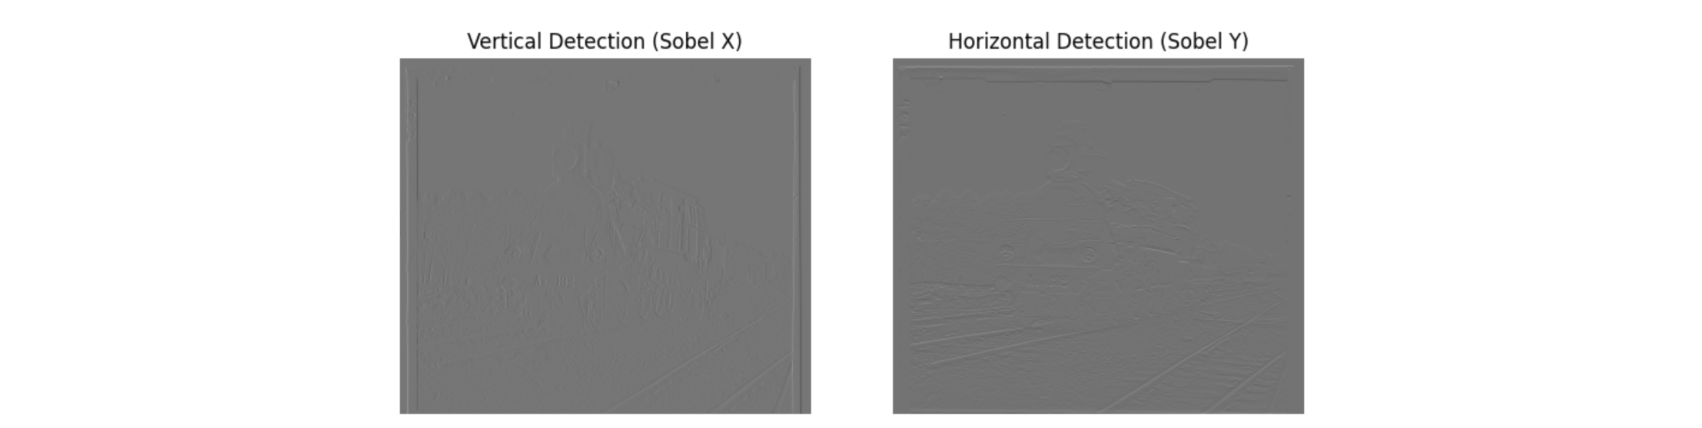 Vertical Detection (Sobel X)
Horizontal Detection (Sobel Y)